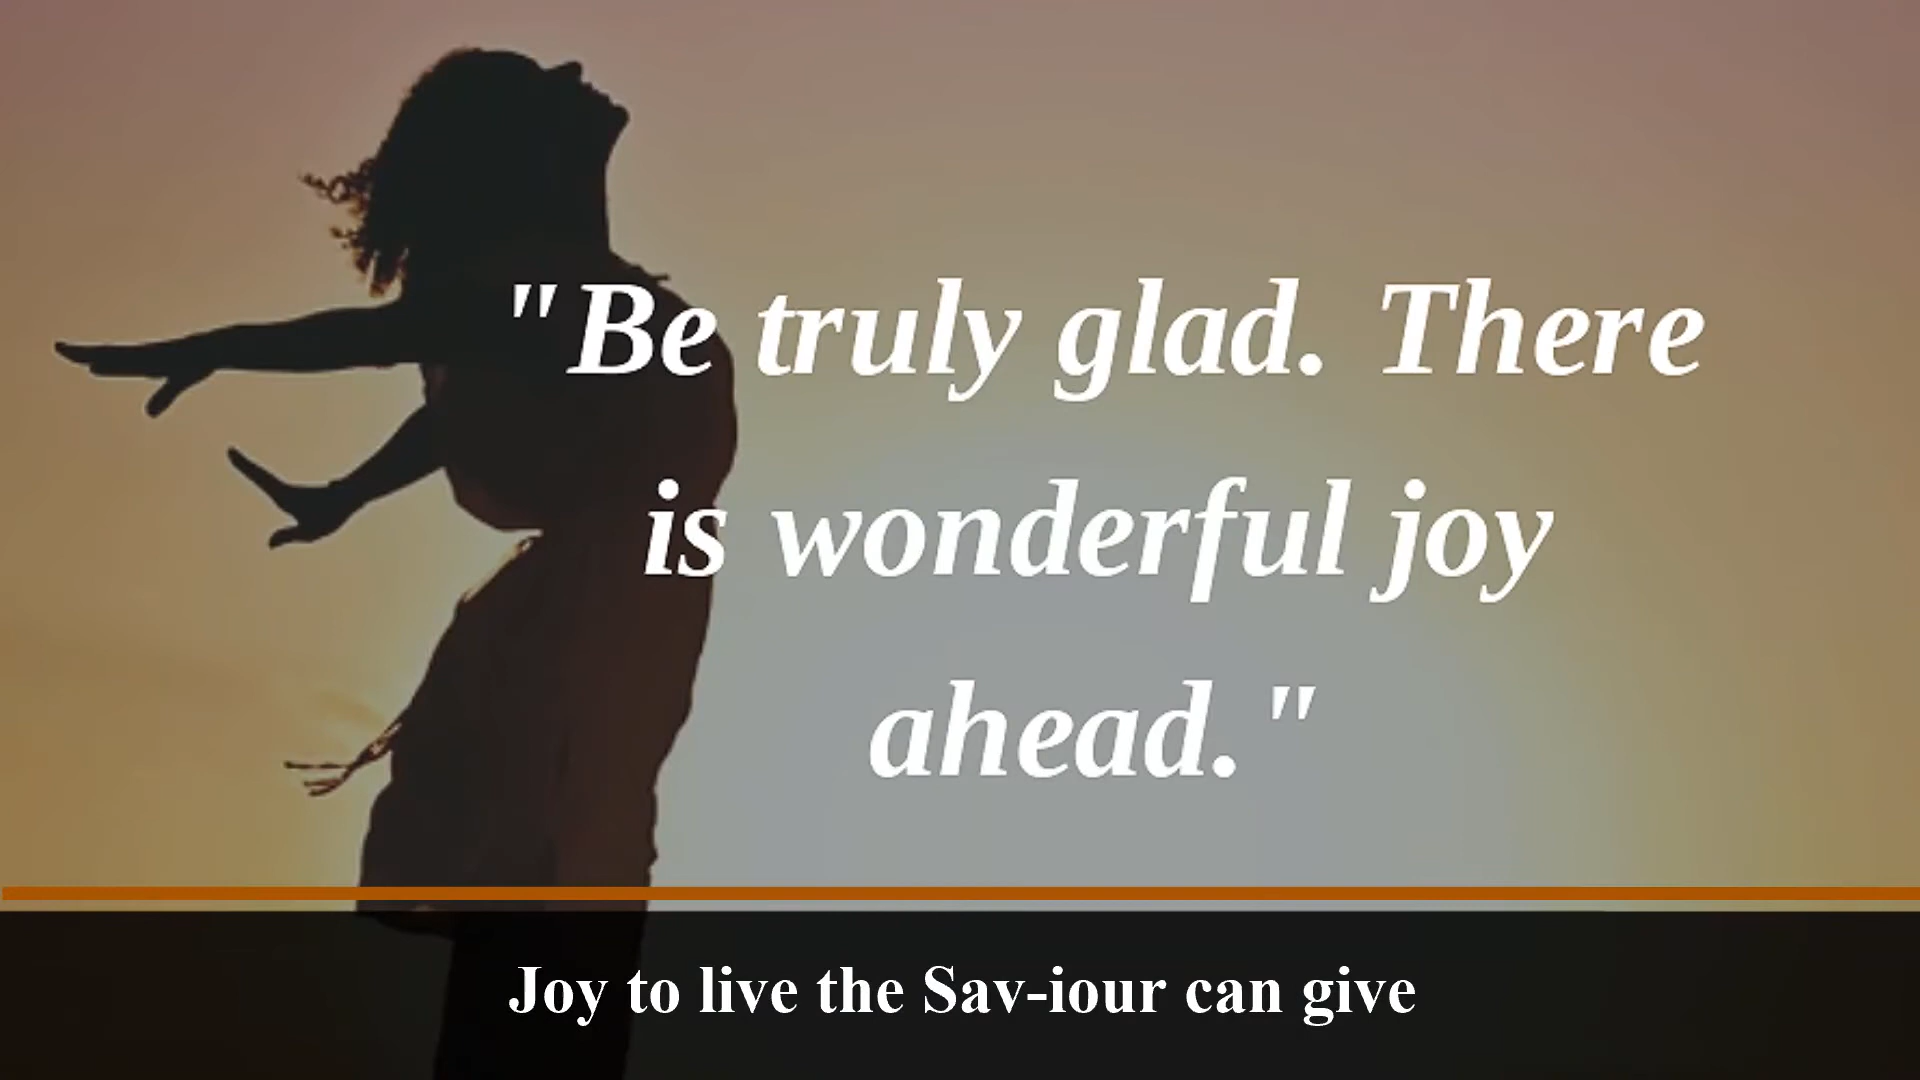 "Be truly glad. There
is wonderful joy
ahead."
Joy to live the Sav-iour can give